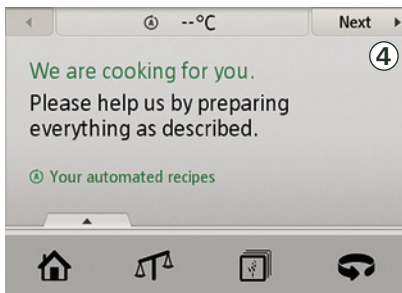 --°C
Next
4
We are cooking for you.
Please help us by preparing
everything as described.
Your automated recipes